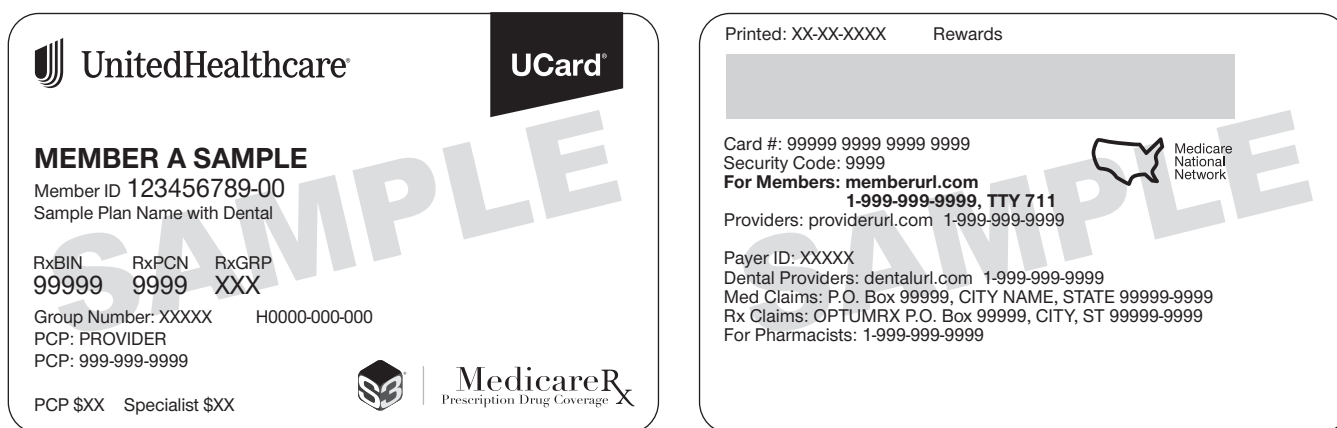 UnitedHealthcare®
UCard®
MEMBER A SAMPLE
Member ID 123456789-00
Sample Plan Name with Dental
RxBIN RxPCN RxGRP
99999 9999 XXX
Group Number: XXXXX H0000-000-000
PCP: PROVIDER
PCP: 999-999-9999
PCP $XX Specialist $XX
S3
MedicareRx
Prescription Drug Coverage
SAMPLE
Printed: XX-XX-XXXX Rewards
Card #: 99999 9999 9999 9999
Security Code: 9999
For Members: memberurl.com
1-999-999-9999, TTY 711
Providers: providerurl.com 1-999-999-9999
Medicare
National
Network
Payer ID: XXXXX
Dental Providers: dentalurl.com 1-999-999-9999
Med Claims: P.O. Box 99999, CITY NAME, STATE 99999-9999
Rx Claims: OPTUMRX P.O. Box 99999, CITY, ST 99999-9999
For Pharmacists: 1-999-999-9999
SAMPLE